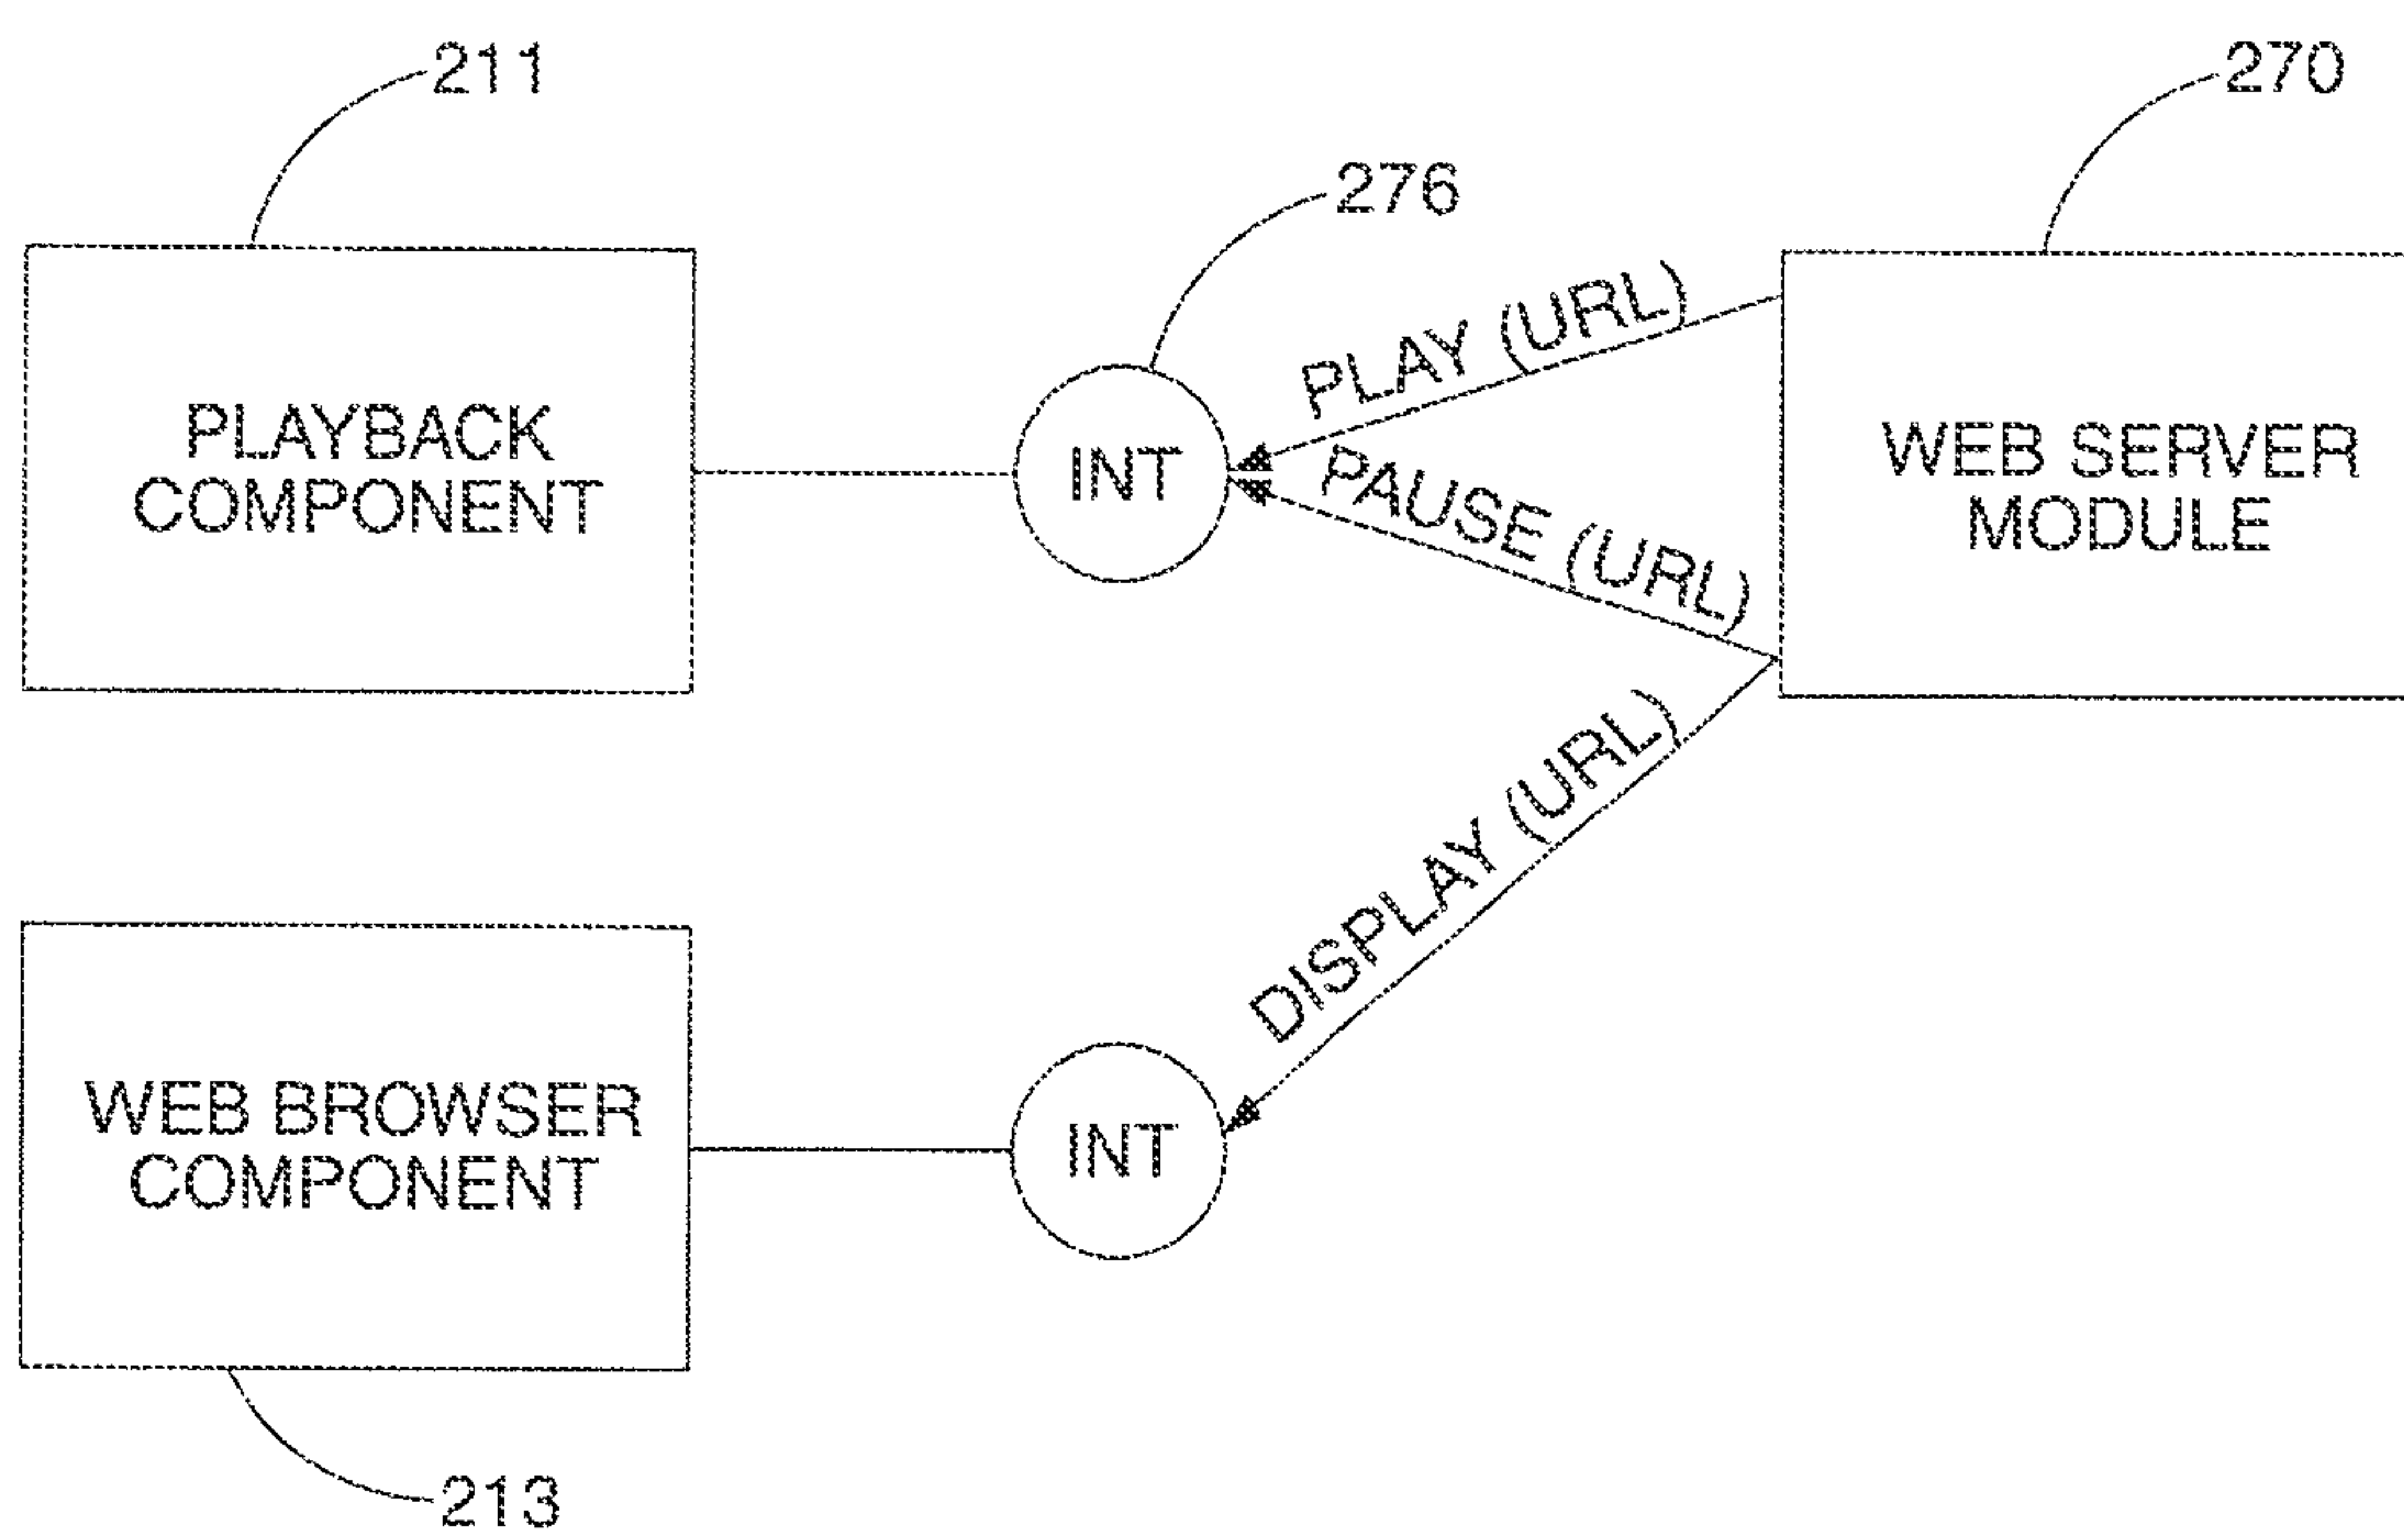 211
270
276
PLAY (URL)
PLAYBACK
COMPONENT
INT
PAUSE (URL)
WEB SERVER
MODULE
DISPLAY (URL)
WEB BROWSER
COMPONENT
INT
213